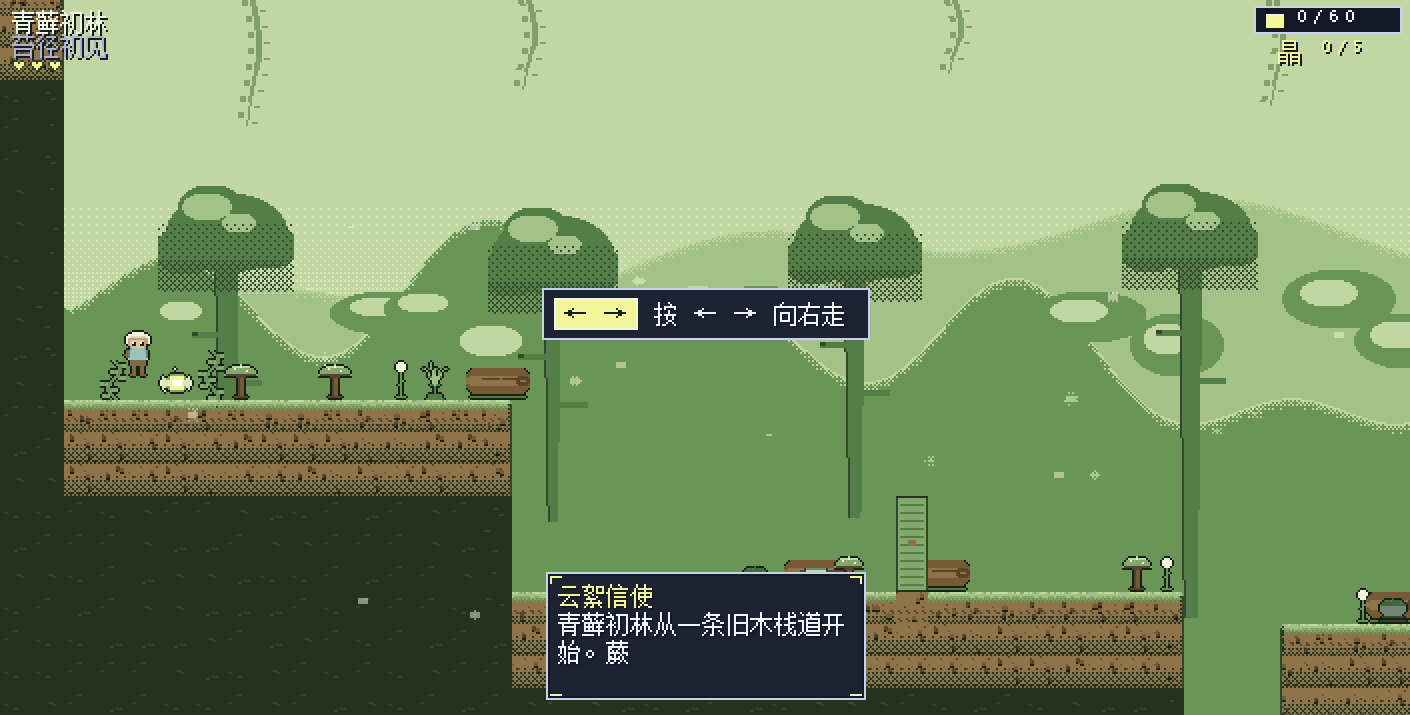 青藓初林
苔径初见
0/60
晶 0/5
← → 按 ← → 向右走
云絮信使
青藓初林从一条旧木栈道开
始。蕨